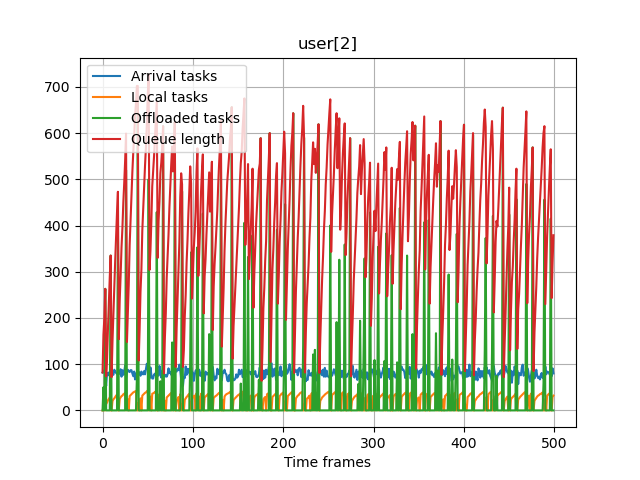 user[2]
Arrival tasks
Local tasks
Offloaded tasks
Queue length
700
600
500
400
300
200
100
0
0 100 200 300 400 500
Time frames